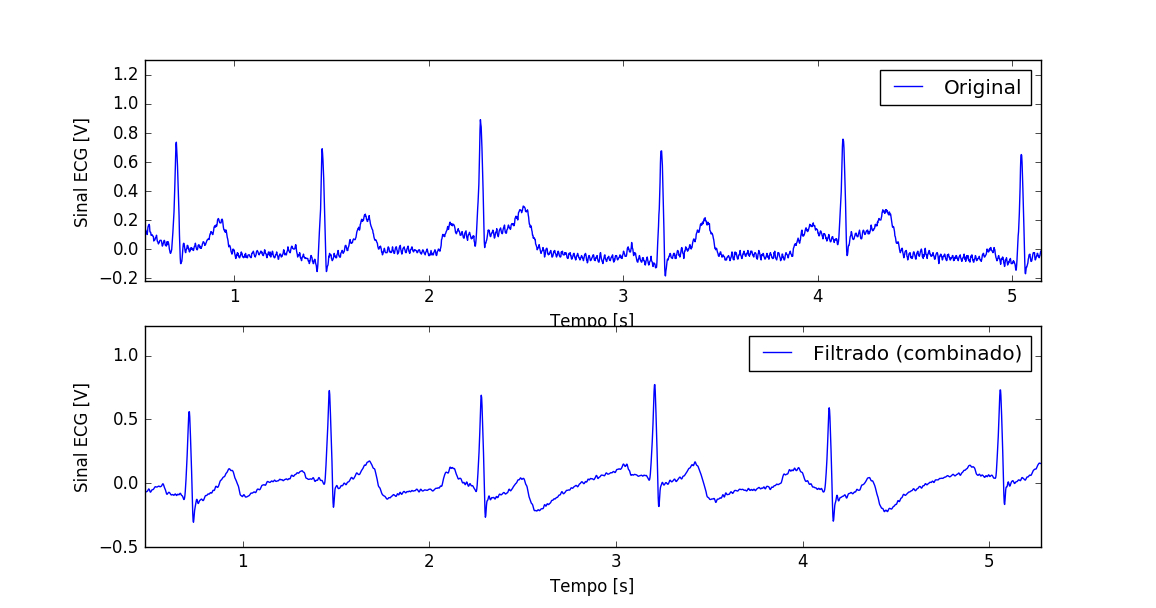 Original
Sinal ECG [V]
1.2
1.0
0.8
0.6
0.4
0.2
0.0
−0.2
1 2 3 4 5
Tempo [s]
Filtrado (combinado)
Sinal ECG [V]
1.0
0.5
0.0
−0.5
1 2 3 4 5
Tempo [s]